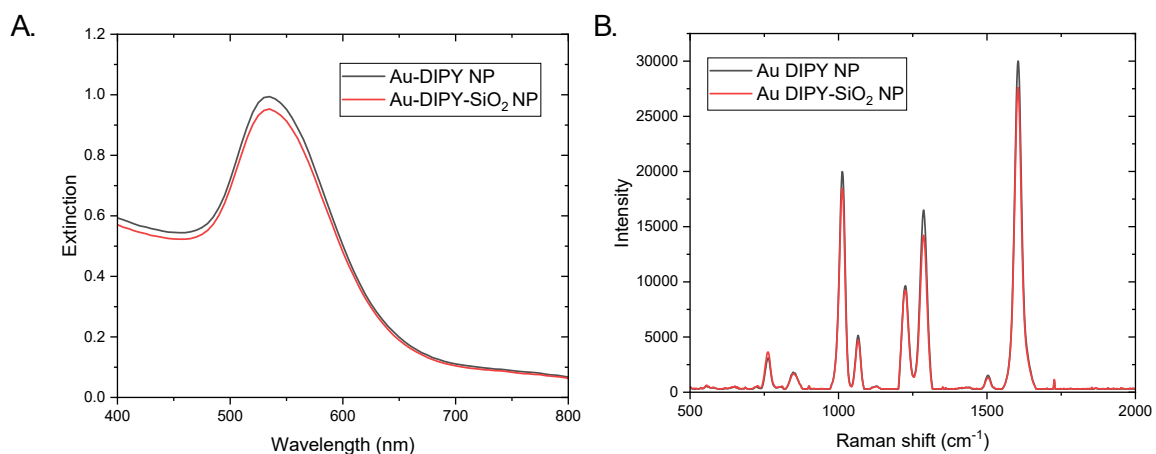 A.
Au-DIPY NP
Au-DIPY-SiO₂ NP
Extinction
1.2
1.0
0.8
0.6
0.4
0.2
0.0
400
500
600
700
800
Wavelength (nm)
B.
Au DIPY NP
Au DIPY-SiO₂ NP
Intensity
30000
25000
20000
15000
10000
5000
0
500
1000
1500
2000
Raman shift (cm⁻¹)